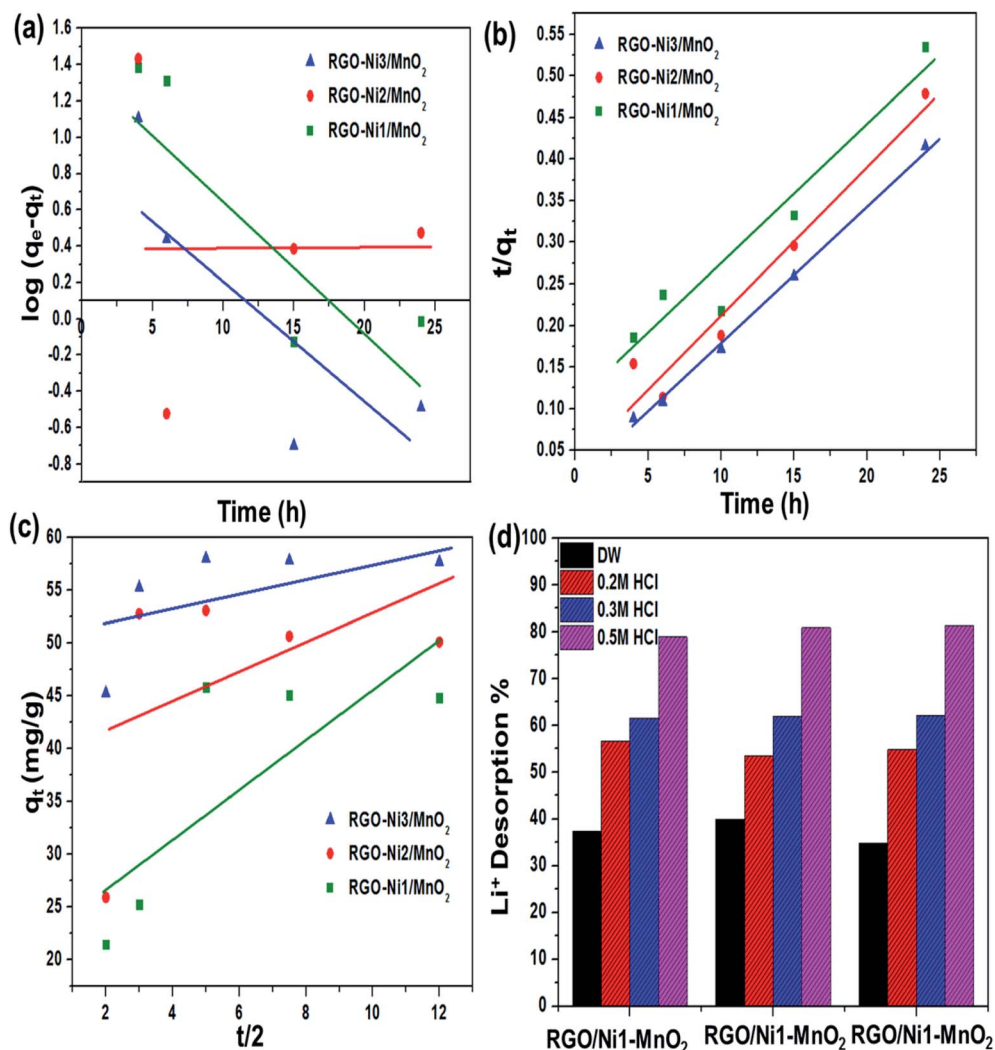 (a)
1.6
1.4
1.2
1.0
0.8
0.6
0.4
0.2
0.0
-0.2
-0.4
-0.6
-0.8
log (qₑ-qₜ)
RGO-Ni3/MnO₂
RGO-Ni2/MnO₂
RGO-Ni1/MnO₂
0 5 10 15 20 25
Time (h)
(b)
0.55
0.50
0.45
0.40
0.35
0.30
0.25
0.20
0.15
0.10
0.05
t/qₜ
RGO-Ni3/MnO₂
RGO-Ni2/MnO₂
RGO-Ni1/MnO₂
0 5 10 15 20 25
Time (h)
(c)
60
55
50
45
40
35
30
25
20
qₜ (mg/g)
RGO-Ni3/MnO₂
RGO-Ni2/MnO₂
RGO-Ni1/MnO₂
2 4 6 8 10 12
t/2
(d)
100
90
80
70
60
50
40
30
20
10
0
Li⁺ Desorption %
DW
0.2M HCl
0.3M HCl
0.5M HCl
RGO/Ni1-MnO₂ RGO/Ni1-MnO₂ RGO/Ni1-MnO₂